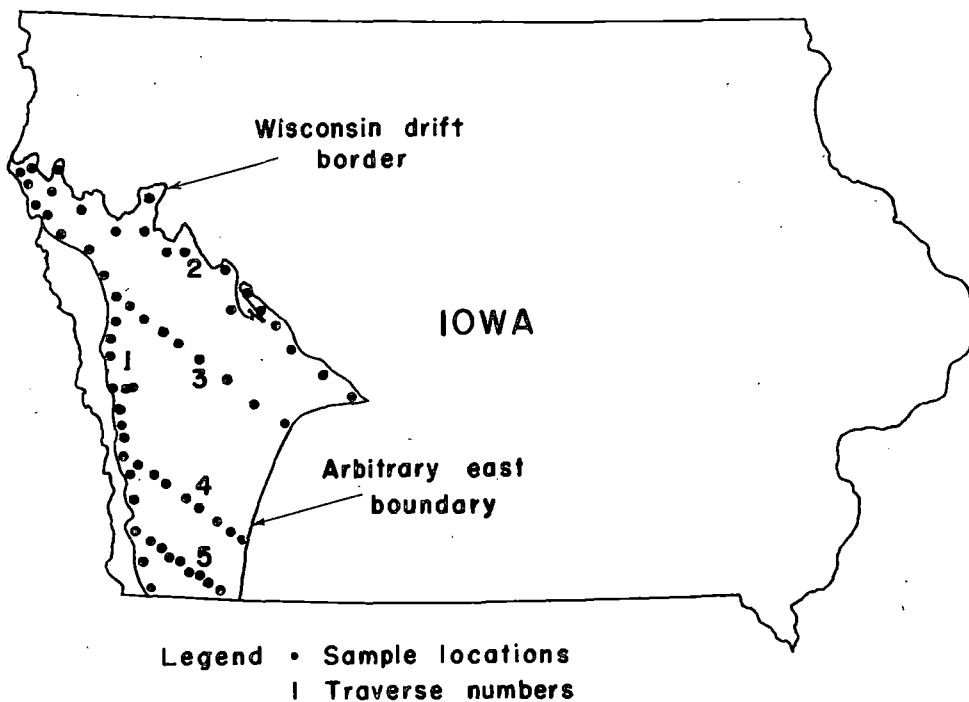 Wisconsin drift
border
2
IOWA
1
3
Arbitrary east
boundary
4
5
Legend • Sample locations
1 Traverse numbers